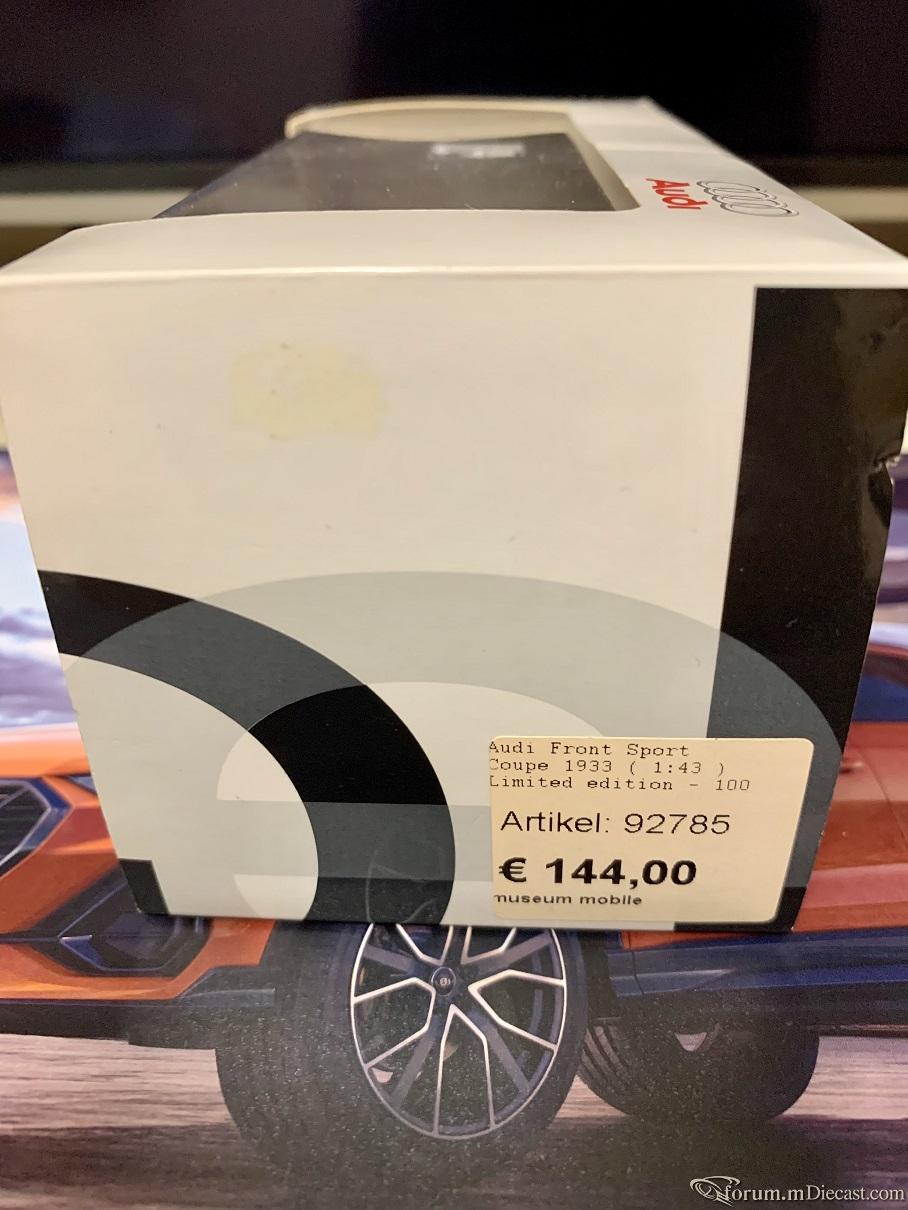 Audi
Audi Front Sport
Coupe 1933 ( 1:43 )
Limited edition - 100
Artikel: 92785
€ 144,00
museum mobile
forum.mDiecast.com